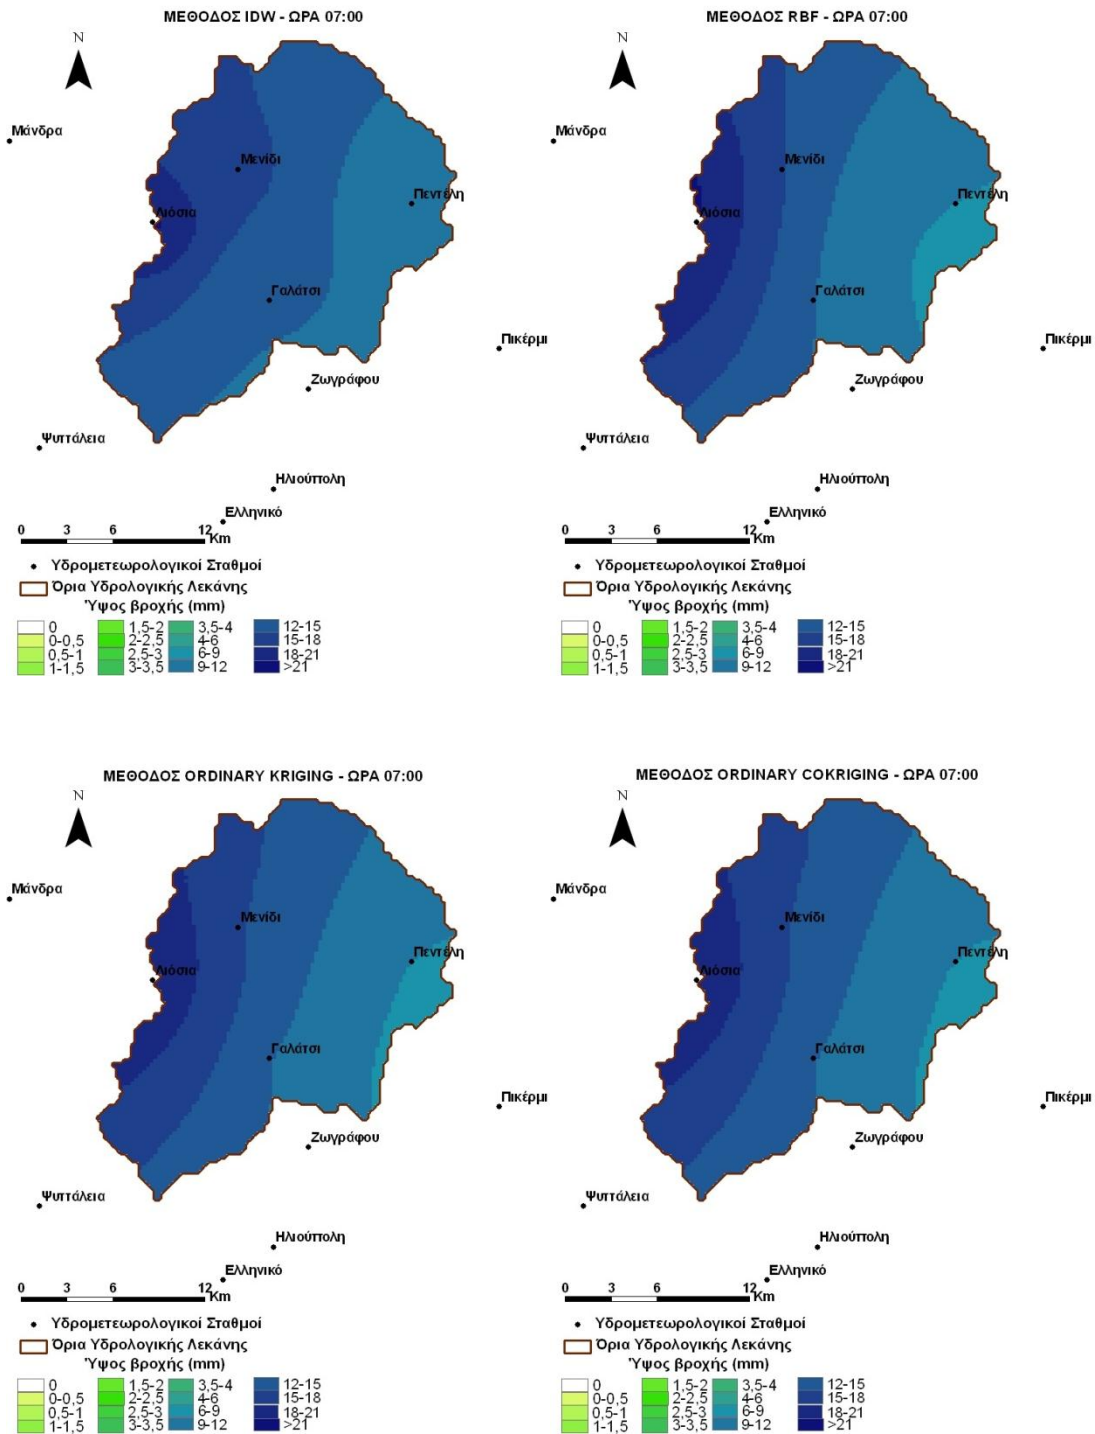 ΜΕΘΟΔΟΣ IDW - ΩΡΑ 07:00
N
Μάνδρα
Μενίδι
Πεντέλη
Λιόσια
Γαλάτσι
Πικέρμι
Ζωγράφου
Ψυττάλεια
Ηλιούπολη
Ελληνικό
0 3 6 12
Km
Υδρομετεωρολογικοί Σταθμοί
Όρια Υδρολογικής Λεκάνης
Ύψος βροχής (mm)
0 1,5-2 3,5-4 12-15
0-0,5 2-2,5 4-6 15-18
0,5-1 2,5-3 6-9 18-21
1-1,5 3-3,5 9-12 >21
ΜΕΘΟΔΟΣ RBF - ΩΡΑ 07:00
N
Μάνδρα
Μενίδι
Πεντέλη
Λιόσια
Γαλάτσι
Πικέρμι
Ζωγράφου
Ψυττάλεια
Ηλιούπολη
Ελληνικό
0 3 6 12
Km
Υδρομετεωρολογικοί Σταθμοί
Όρια Υδρολογικής Λεκάνης
Ύψος βροχής (mm)
0 1,5-2 3,5-4 12-15
0-0,5 2-2,5 4-6 15-18
0,5-1 2,5-3 6-9 18-21
1-1,5 3-3,5 9-12 >21
ΜΕΘΟΔΟΣ ORDINARY KRIGING - ΩΡΑ 07:00
N
Μάνδρα
Μενίδι
Πεντέλη
Λιόσια
Γαλάτσι
Πικέρμι
Ζωγράφου
Ψυττάλεια
Ηλιούπολη
Ελληνικό
0 3 6 12
Km
Υδρομετεωρολογικοί Σταθμοί
Όρια Υδρολογικής Λεκάνης
Ύψος βροχής (mm)
0 1,5-2 3,5-4 12-15
0-0,5 2-2,5 4-6 15-18
0,5-1 2,5-3 6-9 18-21
1-1,5 3-3,5 9-12 >21
ΜΕΘΟΔΟΣ ORDINARY COKRIGING - ΩΡΑ 07:00
N
Μάνδρα
Μενίδι
Πεντέλη
Λιόσια
Γαλάτσι
Πικέρμι
Ζωγράφου
Ψυττάλεια
Ηλιούπολη
Ελληνικό
0 3 6 12
Km
Υδρομετεωρολογικοί Σταθμοί
Όρια Υδρολογικής Λεκάνης
Ύψος βροχής (mm)
0 1,5-2 3,5-4 12-15
0-0,5 2-2,5 4-6 15-18
0,5-1 2,5-3 6-9 18-21
1-1,5 3-3,5 9-12 >21